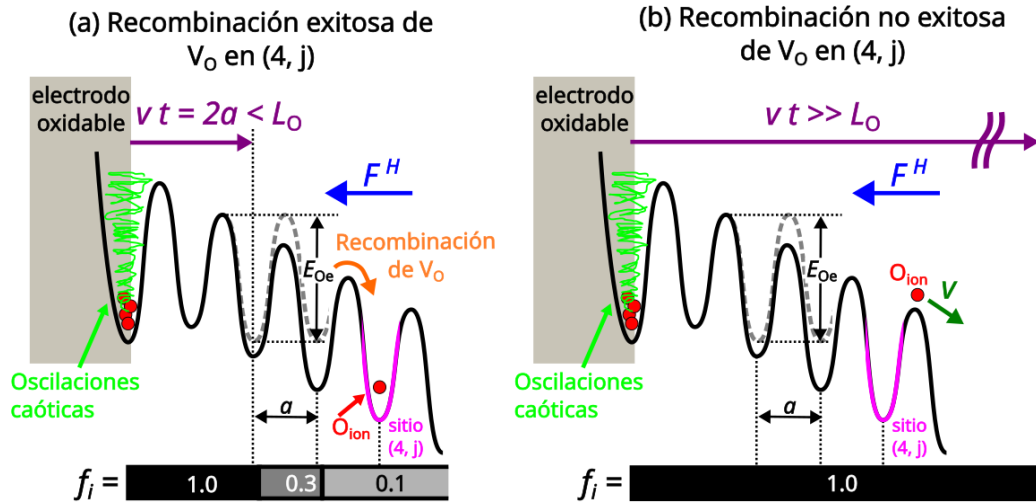 (a) Recombinación exitosa de
V_O en (4, j)
electrodo
oxidable
v t = 2a < L_O
F^H
Recombinación
de V_O
E_Oe
Oscilaciones
caóticas
a
O_ion
sitio
(4, j)
f_i = 1.0 0.3 0.1
(b) Recombinación no exitosa
de V_O en (4, j)
electrodo
oxidable
v t >> L_O
F^H
E_Oe
O_ion
v
Oscilaciones
caóticas
a
sitio
(4, j)
f_i = 1.0